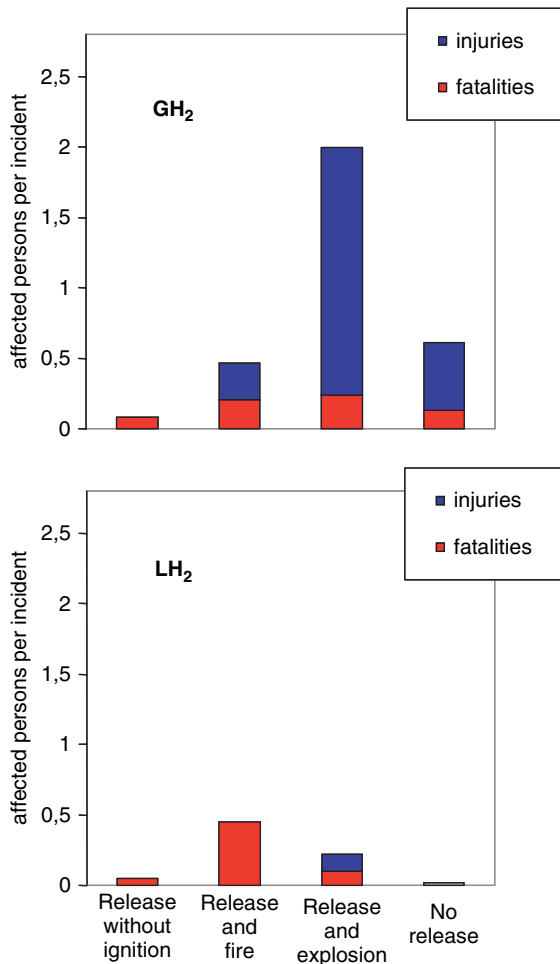 injuries
fatalities
GH₂
affected persons per incident
2,5
2
1,5
1
0,5
0
injuries
fatalities
LH₂
affected persons per incident
2,5
2
1,5
1
0,5
0
Release
without
ignition
Release
and
fire
Release
and
explosion
No
release